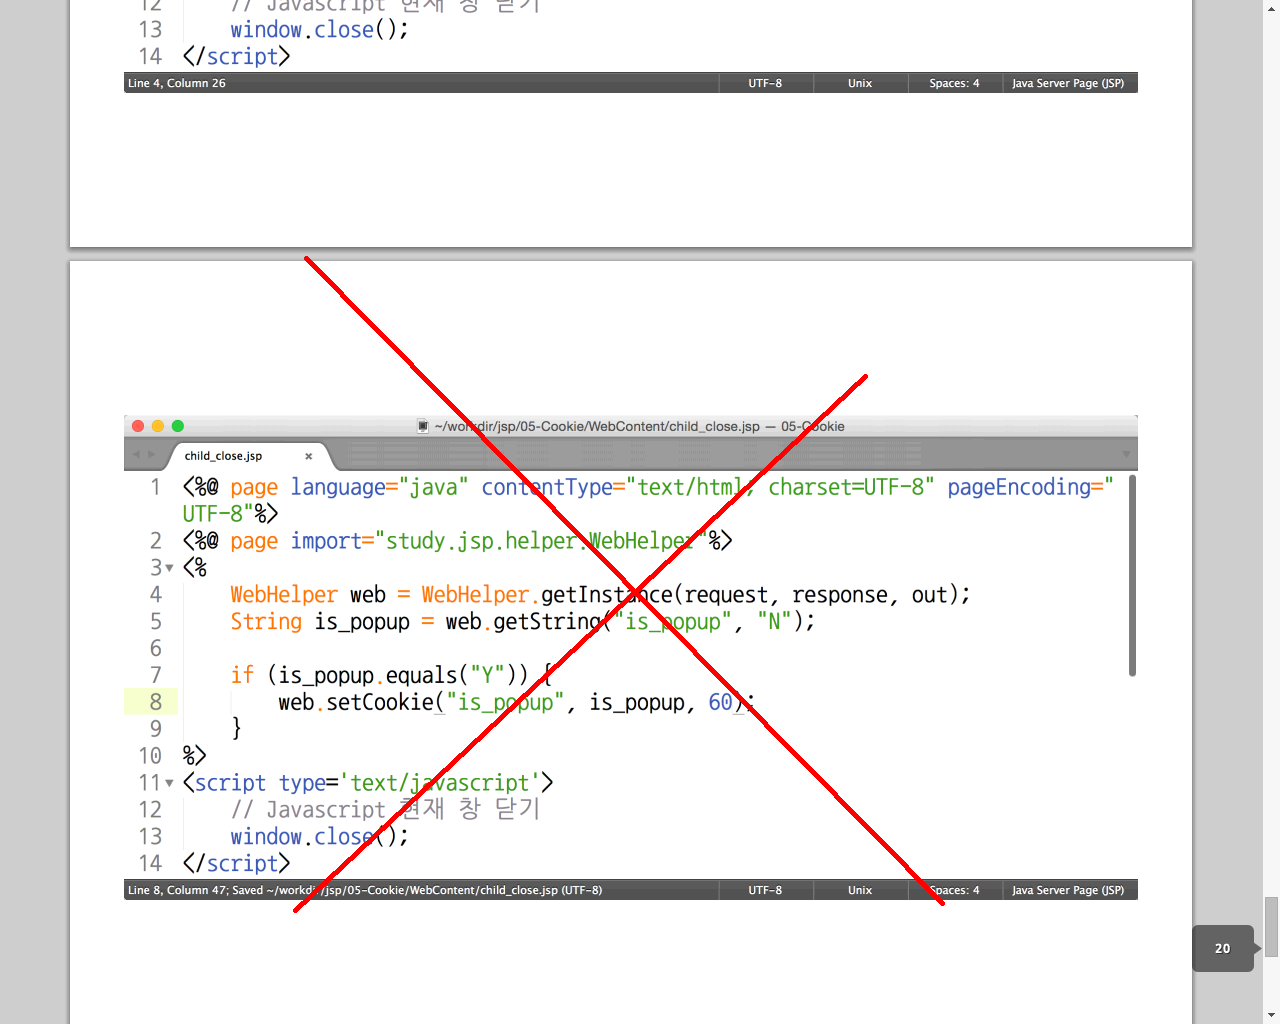 12 // Javascript 현재 창 닫기
13 window.close();
14 </script>
Line 4, Column 26 UTF-8 Unix Spaces: 4 Java Server Page (JSP)
~/workdir/jsp/05-Cookie/WebContent/child_close.jsp — 05-Cookie
child_close.jsp ×
1 <%@ page language="java" contentType="text/html; charset=UTF-8" pageEncoding="
UTF-8"%>
2 <%@ page import="study.jsp.helper.WebHelper"%>
3 <%
4 WebHelper web = WebHelper.getInstance(request, response, out);
5 String is_popup = web.getString("is_popup", "N");
6
7 if (is_popup.equals("Y")) {
8 web.setCookie("is_popup", is_popup, 60);
9 }
10 %>
11 <script type='text/javascript'>
12 // Javascript 현재 창 닫기
13 window.close();
14 </script>
Line 8, Column 47; Saved ~/workdir/jsp/05-Cookie/WebContent/child_close.jsp (UTF-8) UTF-8 Unix Spaces: 4 Java Server Page (JSP)
20